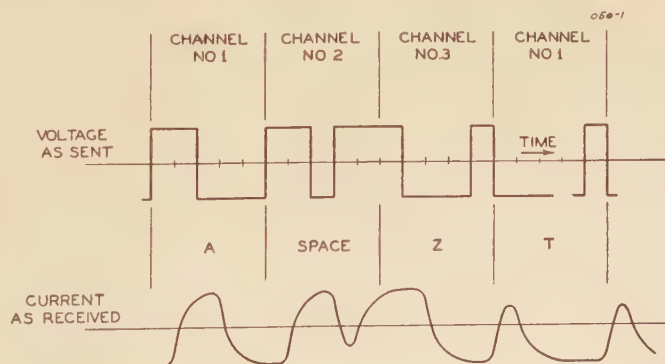 050-1
CHANNEL NO 1
CHANNEL NO 2
CHANNEL NO.3
CHANNEL NO 1
VOLTAGE AS SENT
TIME
A
SPACE
Z
T
CURRENT AS RECEIVED